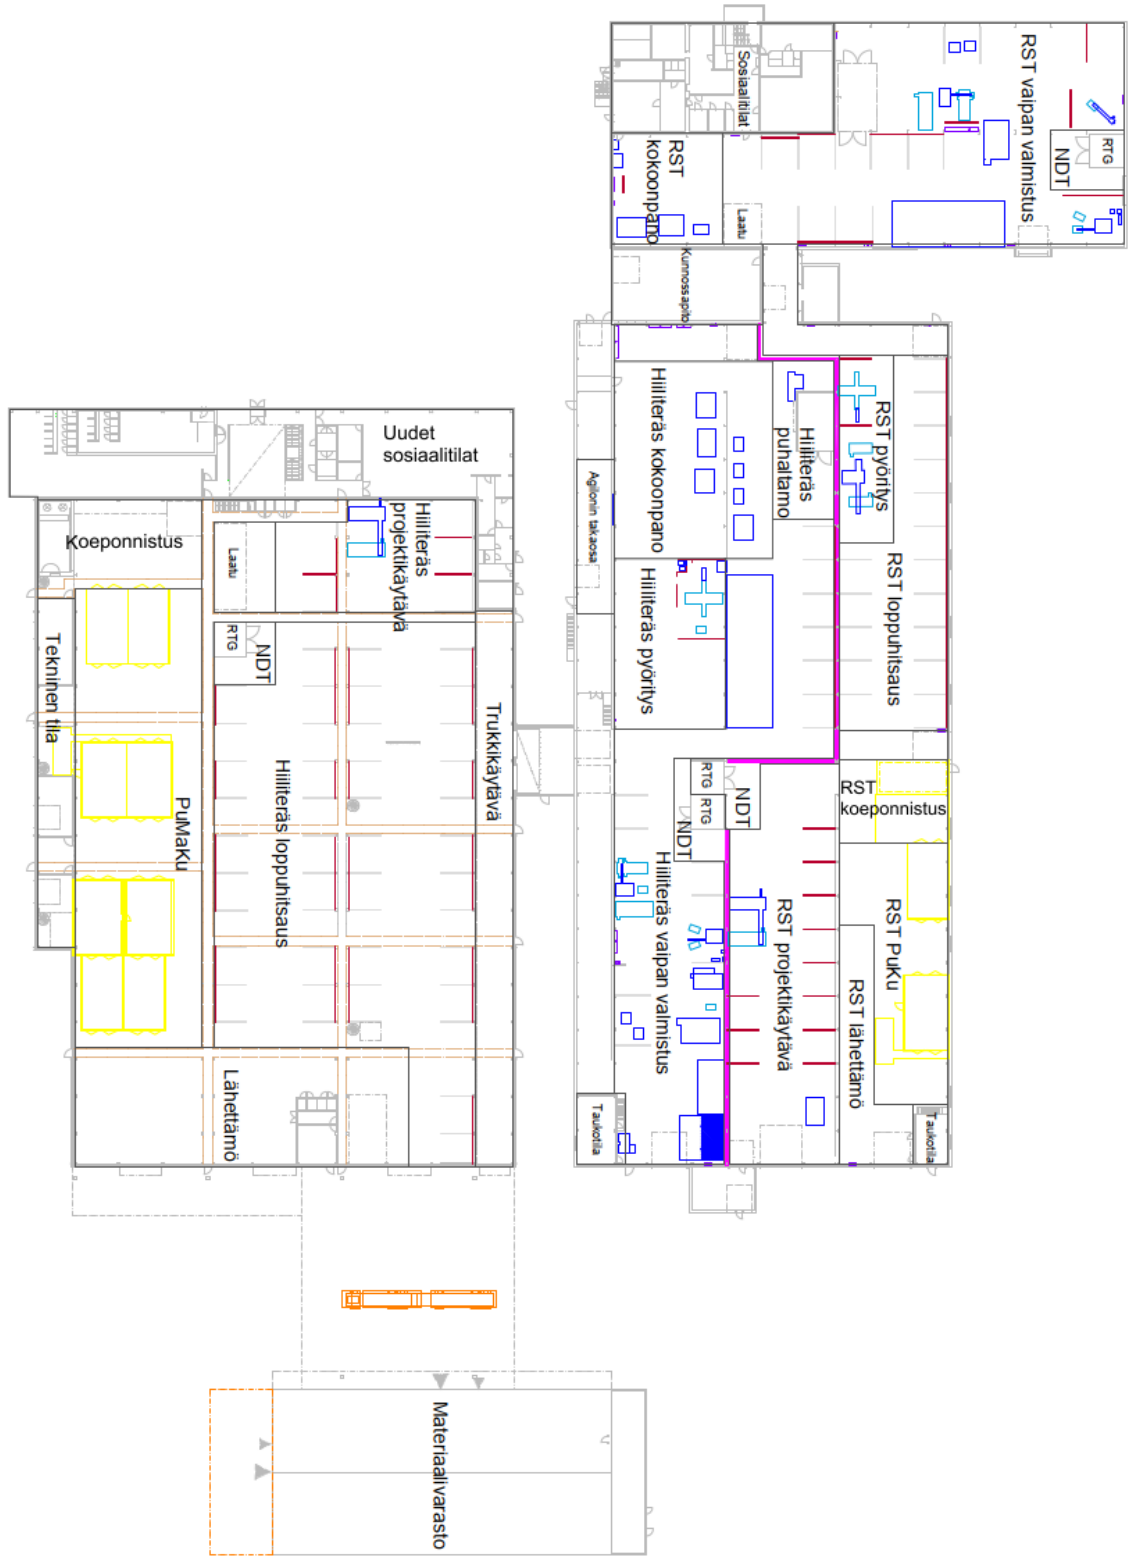 Sosiaalitilat
RST vaipan valmistus
RTG
NDT
RST
kokoonpano
Laatu
Kunnossapito
Hiiliteräs kokoonpano
Hiiliteräs
puhaltamo
RST pyöritys
RST loppuhitsaus
Agilonin takaosa
Hiiliteräs pyöritys
Uudet
sosiaalitilat
Koeponnistus
Laatu
Hiiliteräs
projektikäytävä
RTG
NDT
Tekninen tila
Trukkikäytävä
PuMaKu
Hiiliteräs loppuhitsaus
Lähettämö
RTG
RTG
NDT
NDT
RST
koeponnistus
Hiiliteräs vaipan valmistus
RST projektikäytävä
RST PuKu
RST lähettämö
Taukotila
Taukotila
Materiaalivarasto